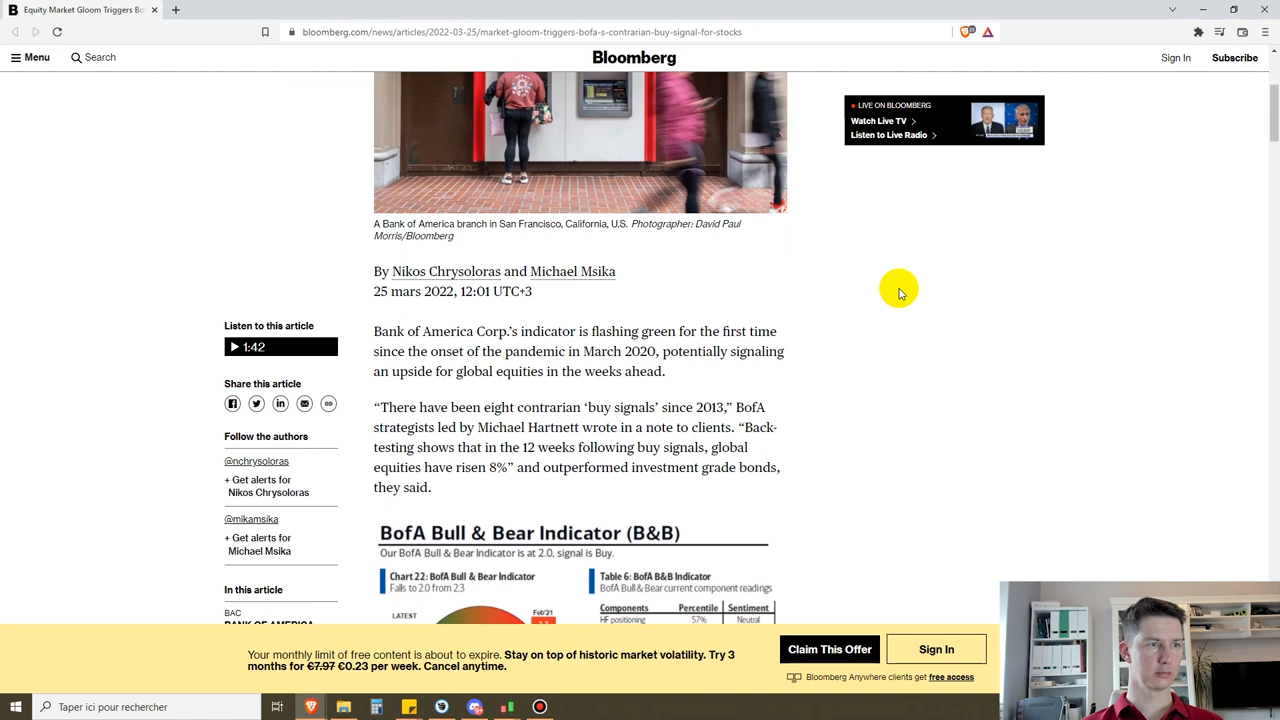 Equity Market Gloom Triggers Bo
bloomberg.com/news/articles/2022-03-25/market-gloom-triggers-bofa-s-contrarian-buy-signal-for-stocks
Menu
Search
Bloomberg
Sign In
Subscribe
LIVE ON BLOOMBERG
Watch Live TV
Listen to Live Radio
A Bank of America branch in San Francisco, California, U.S. Photographer: David Paul
Morris/Bloomberg
By Nikos Chrysoloras and Michael Msika
25 mars 2022, 12:01 UTC+3
Listen to this article
1:42
Share this article
Follow the authors
@nchrysoloras
+ Get alerts for
Nikos Chrysoloras
@mikamsika
+ Get alerts for
Michael Msika
In this article
BAC
BANK OF AMERICA
Bank of America Corp.’s indicator is flashing green for the first time
since the onset of the pandemic in March 2020, potentially signaling
an upside for global equities in the weeks ahead.
“There have been eight contrarian ‘buy signals’ since 2013,” BofA
strategists led by Michael Hartnett wrote in a note to clients. “Back-
testing shows that in the 12 weeks following buy signals, global
equities have risen 8%” and outperformed investment grade bonds,
they said.
BofA Bull & Bear Indicator (B&B)
Our BofA Bull & Bear Indicator is at 2.0, signal is Buy.
Chart 22: BofA Bull & Bear Indicator
Falls to 2.0 from 2.3
LATEST
Feb'21
Table 6: BofA B&B Indicator
BofA Bull & Bear current component readings
Components Percentile Sentiment
HF positioning 57% Neutral
Your monthly limit of free content is about to expire. Stay on top of historic market volatility. Try 3
months for €7.97 €0.23 per week. Cancel anytime.
Claim This Offer
Sign In
Bloomberg Anywhere clients get free access
Taper ici pour rechercher